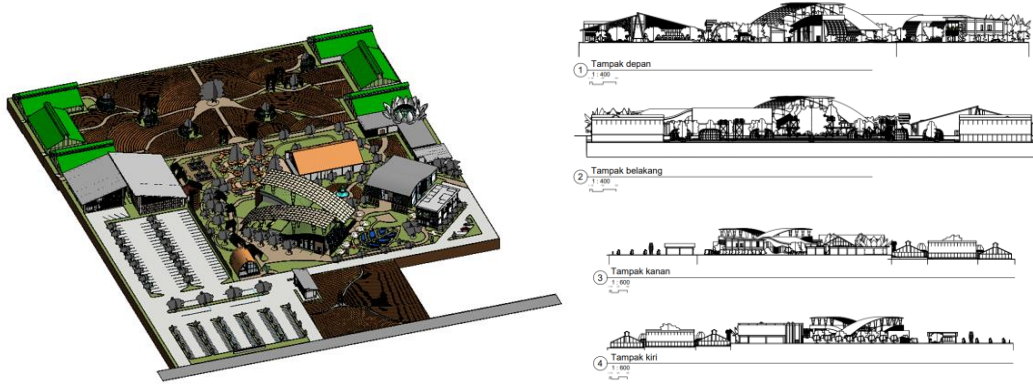 1 Tampak depan
1 : 400
2 Tampak belakang
1 : 400
3 Tampak kanan
1 : 600
4 Tampak kiri
1 : 600